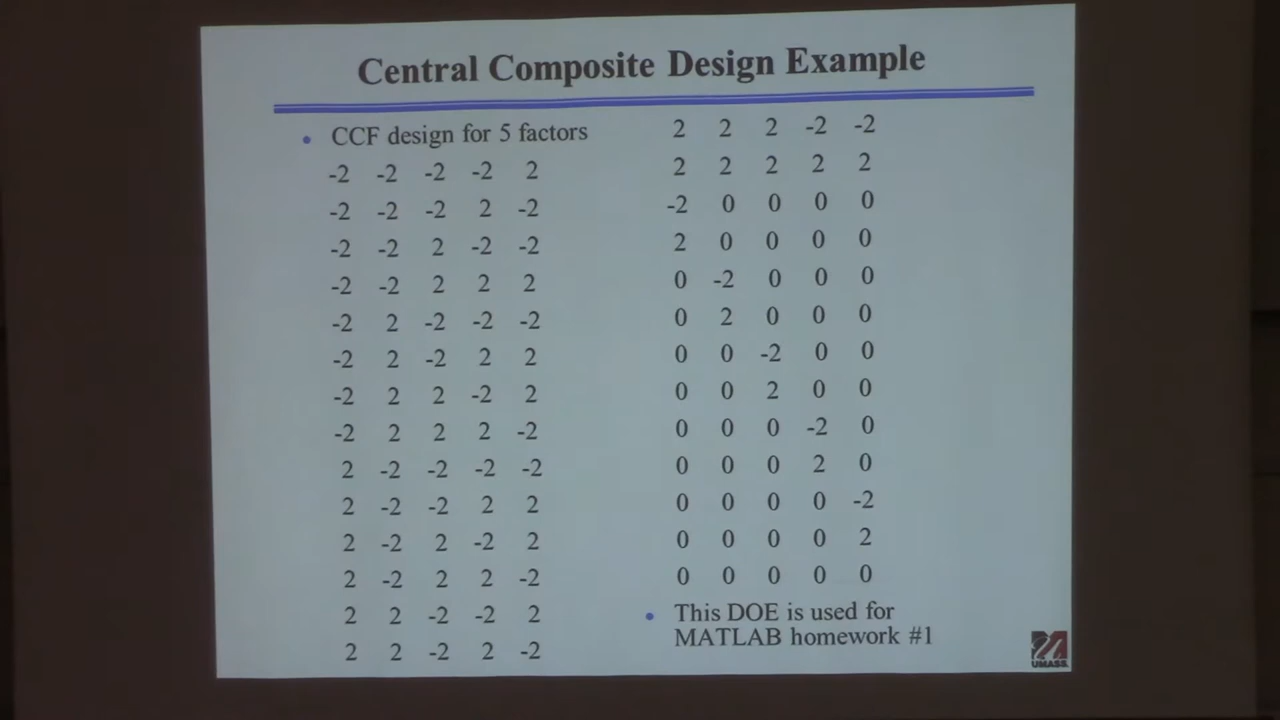 Central Composite Design Example
• CCF design for 5 factors
-2 -2 -2 -2 2
-2 -2 -2 2 -2
-2 -2 2 -2 -2
-2 -2 2 2 2
-2 2 -2 -2 -2
-2 2 -2 2 2
-2 2 2 -2 2
-2 2 2 2 -2
2 -2 -2 -2 -2
2 -2 -2 2 2
2 -2 2 -2 2
2 -2 2 2 -2
2 2 -2 -2 2
2 2 -2 2 -2
2 2 2 -2 -2
2 2 2 2 2
-2 0 0 0 0
2 0 0 0 0
0 -2 0 0 0
0 2 0 0 0
0 0 -2 0 0
0 0 2 0 0
0 0 0 -2 0
0 0 0 2 0
0 0 0 0 -2
0 0 0 0 2
0 0 0 0 0
• This DOE is used for
MATLAB homework #1
UMASS